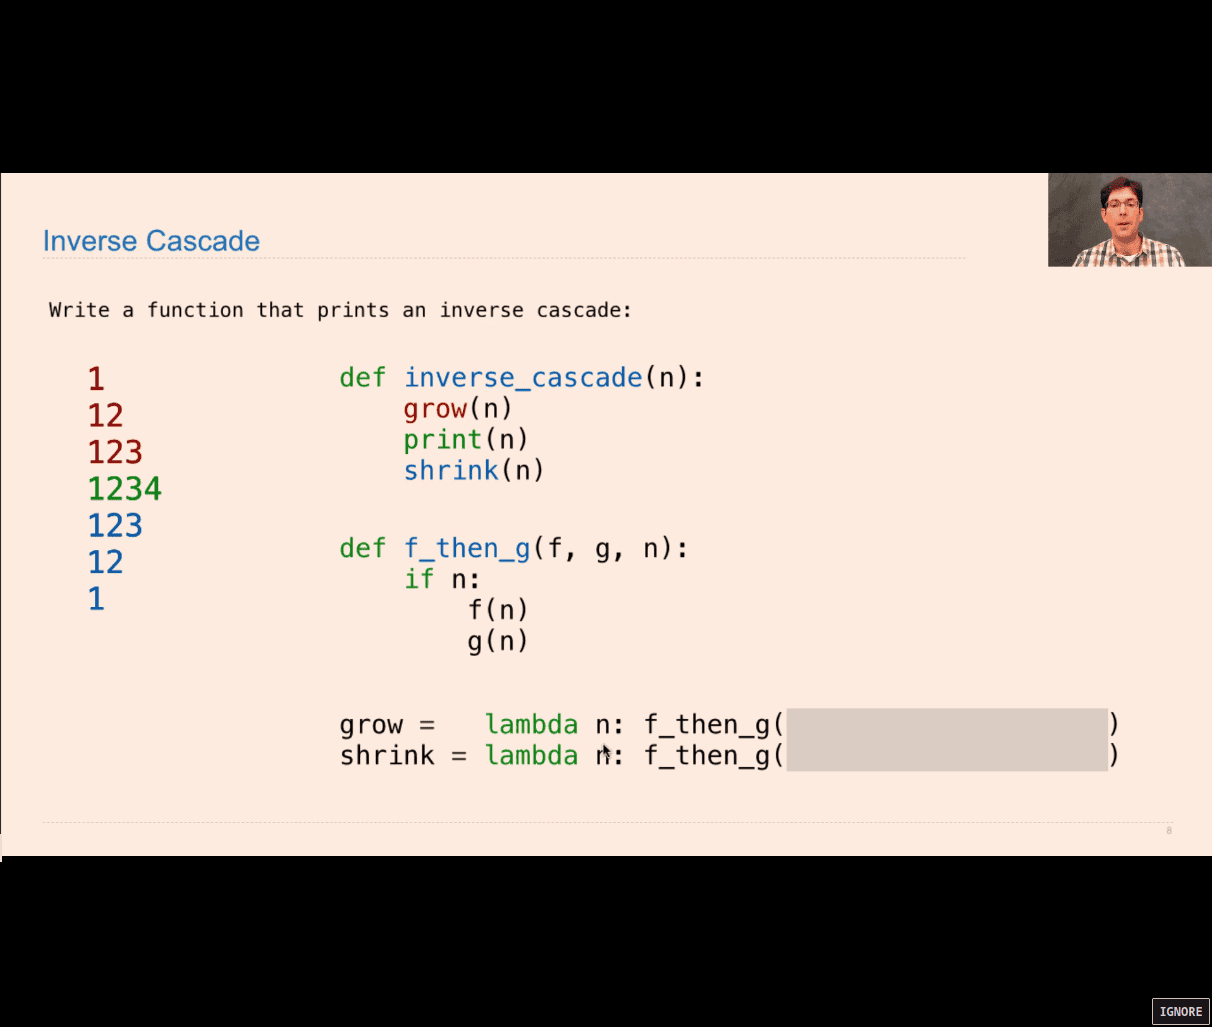 Inverse Cascade
Write a function that prints an inverse cascade:
1
12
123
1234
123
12
1
def inverse_cascade(n):
grow(n)
print(n)
shrink(n)
def f_then_g(f, g, n):
if n:
f(n)
g(n)
grow = lambda n: f_then_g( )
shrink = lambda n: f_then_g( )
8
IGNORE